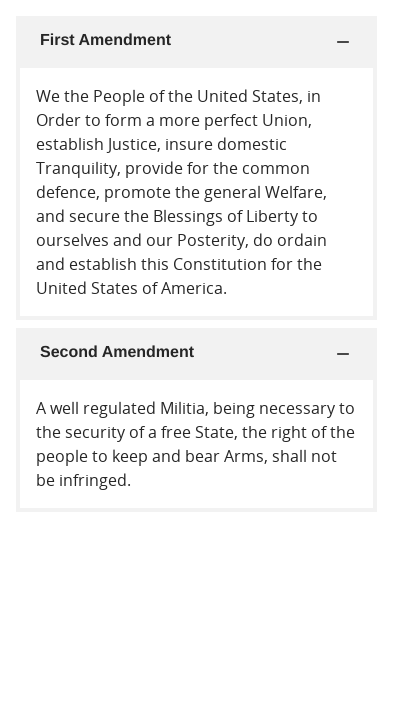 First Amendment
We the People of the United States, in
Order to form a more perfect Union,
establish Justice, insure domestic
Tranquility, provide for the common
defence, promote the general Welfare,
and secure the Blessings of Liberty to
ourselves and our Posterity, do ordain
and establish this Constitution for the
United States of America.
Second Amendment
A well regulated Militia, being necessary to
the security of a free State, the right of the
people to keep and bear Arms, shall not
be infringed.